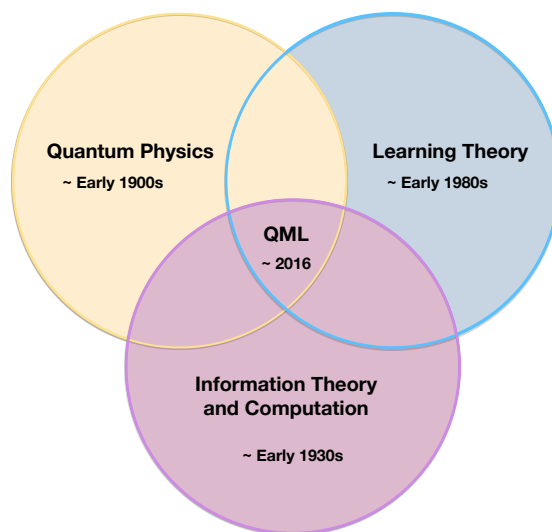 Quantum Physics
~ Early 1900s
Learning Theory
~ Early 1980s
QML
~ 2016
Information Theory
and Computation
~ Early 1930s